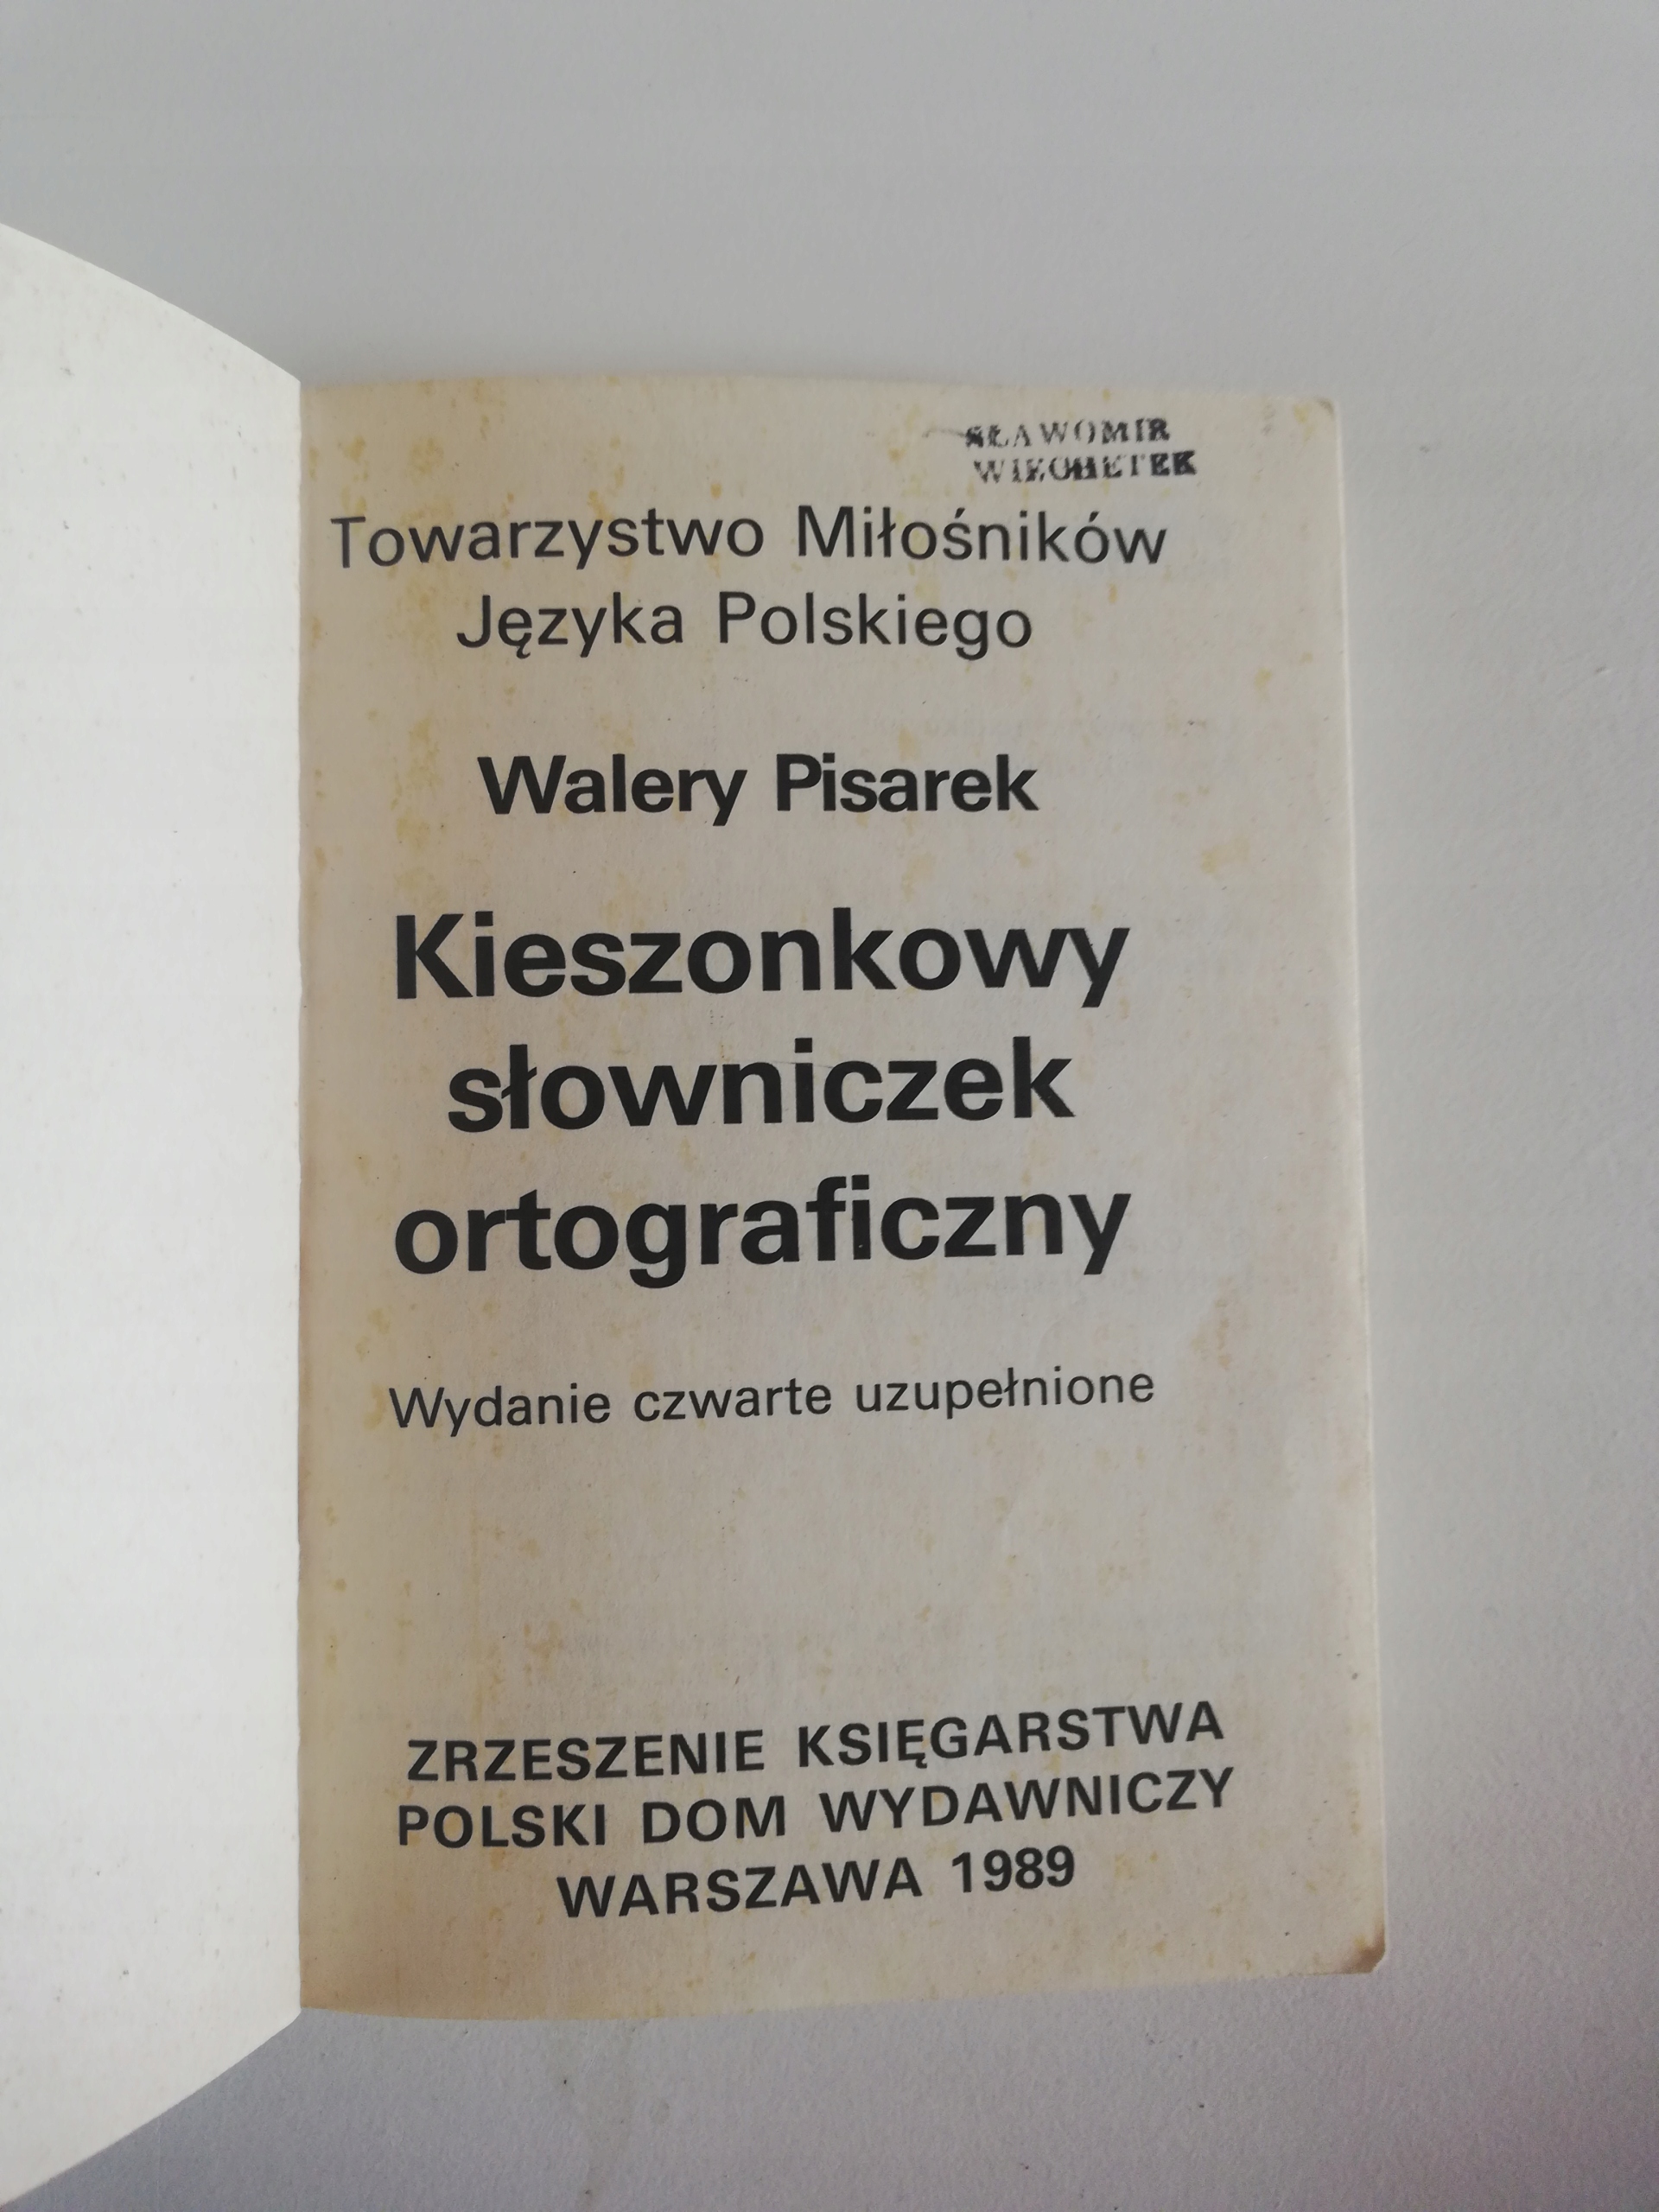 SŁAWOMIR
WIECHETEK
Towarzystwo Miłośników
Języka Polskiego
Walery Pisarek
Kieszonkowy
słowniczek
ortograficzny
Wydanie czwarte uzupełnione
ZRZESZENIE KSIĘGARSTWA
POLSKI DOM WYDAWNICZY
WARSZAWA 1989